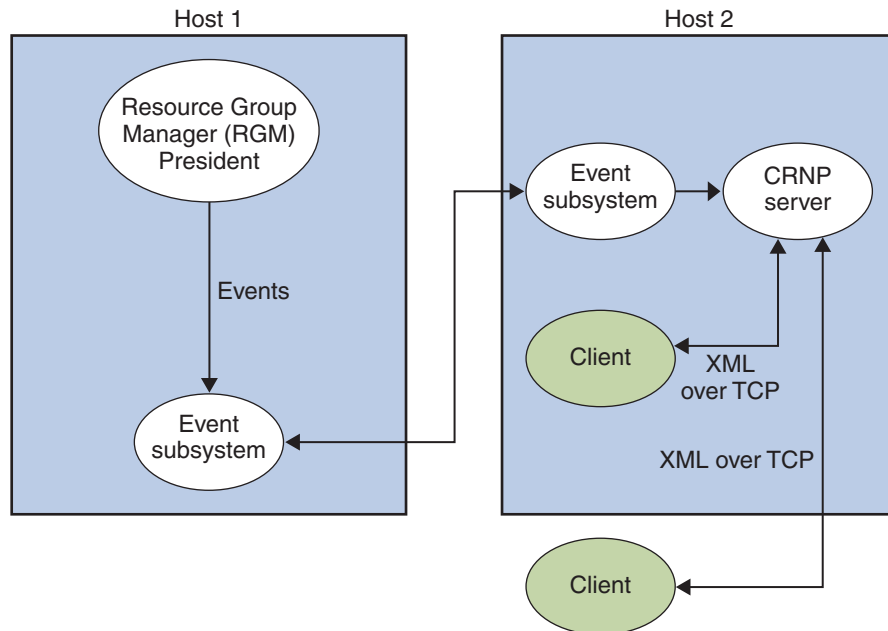 Host 1
Host 2
Resource Group
Manager (RGM)
President
Events
Event
subsystem
Event
subsystem
CRNP
server
Client
XML
over TCP
XML over TCP
Client